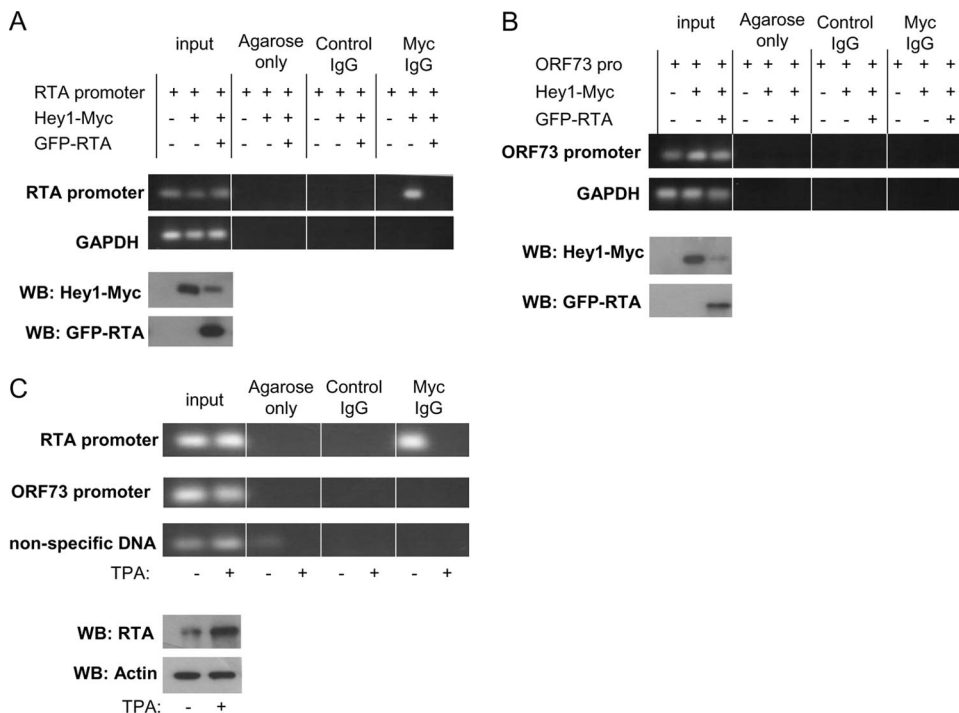 A
input
Agarose only
Control IgG
Myc IgG
RTA promoter + + + + + + + + + + + +
Hey1-Myc - + + - + + - + + - + +
GFP-RTA - - + - - + - - + - - +
RTA promoter
GAPDH
WB: Hey1-Myc
WB: GFP-RTA
B
input
Agarose only
Control IgG
Myc IgG
ORF73 pro + + + + + + + + + + + +
Hey1-Myc - + + - + + - + + - + +
GFP-RTA - - + - - + - - + - - +
ORF73 promoter
GAPDH
WB: Hey1-Myc
WB: GFP-RTA
C
input
Agarose only
Control IgG
Myc IgG
RTA promoter
ORF73 promoter
non-specific DNA
TPA: - + - + - + - +
WB: RTA
WB: Actin
TPA: - +